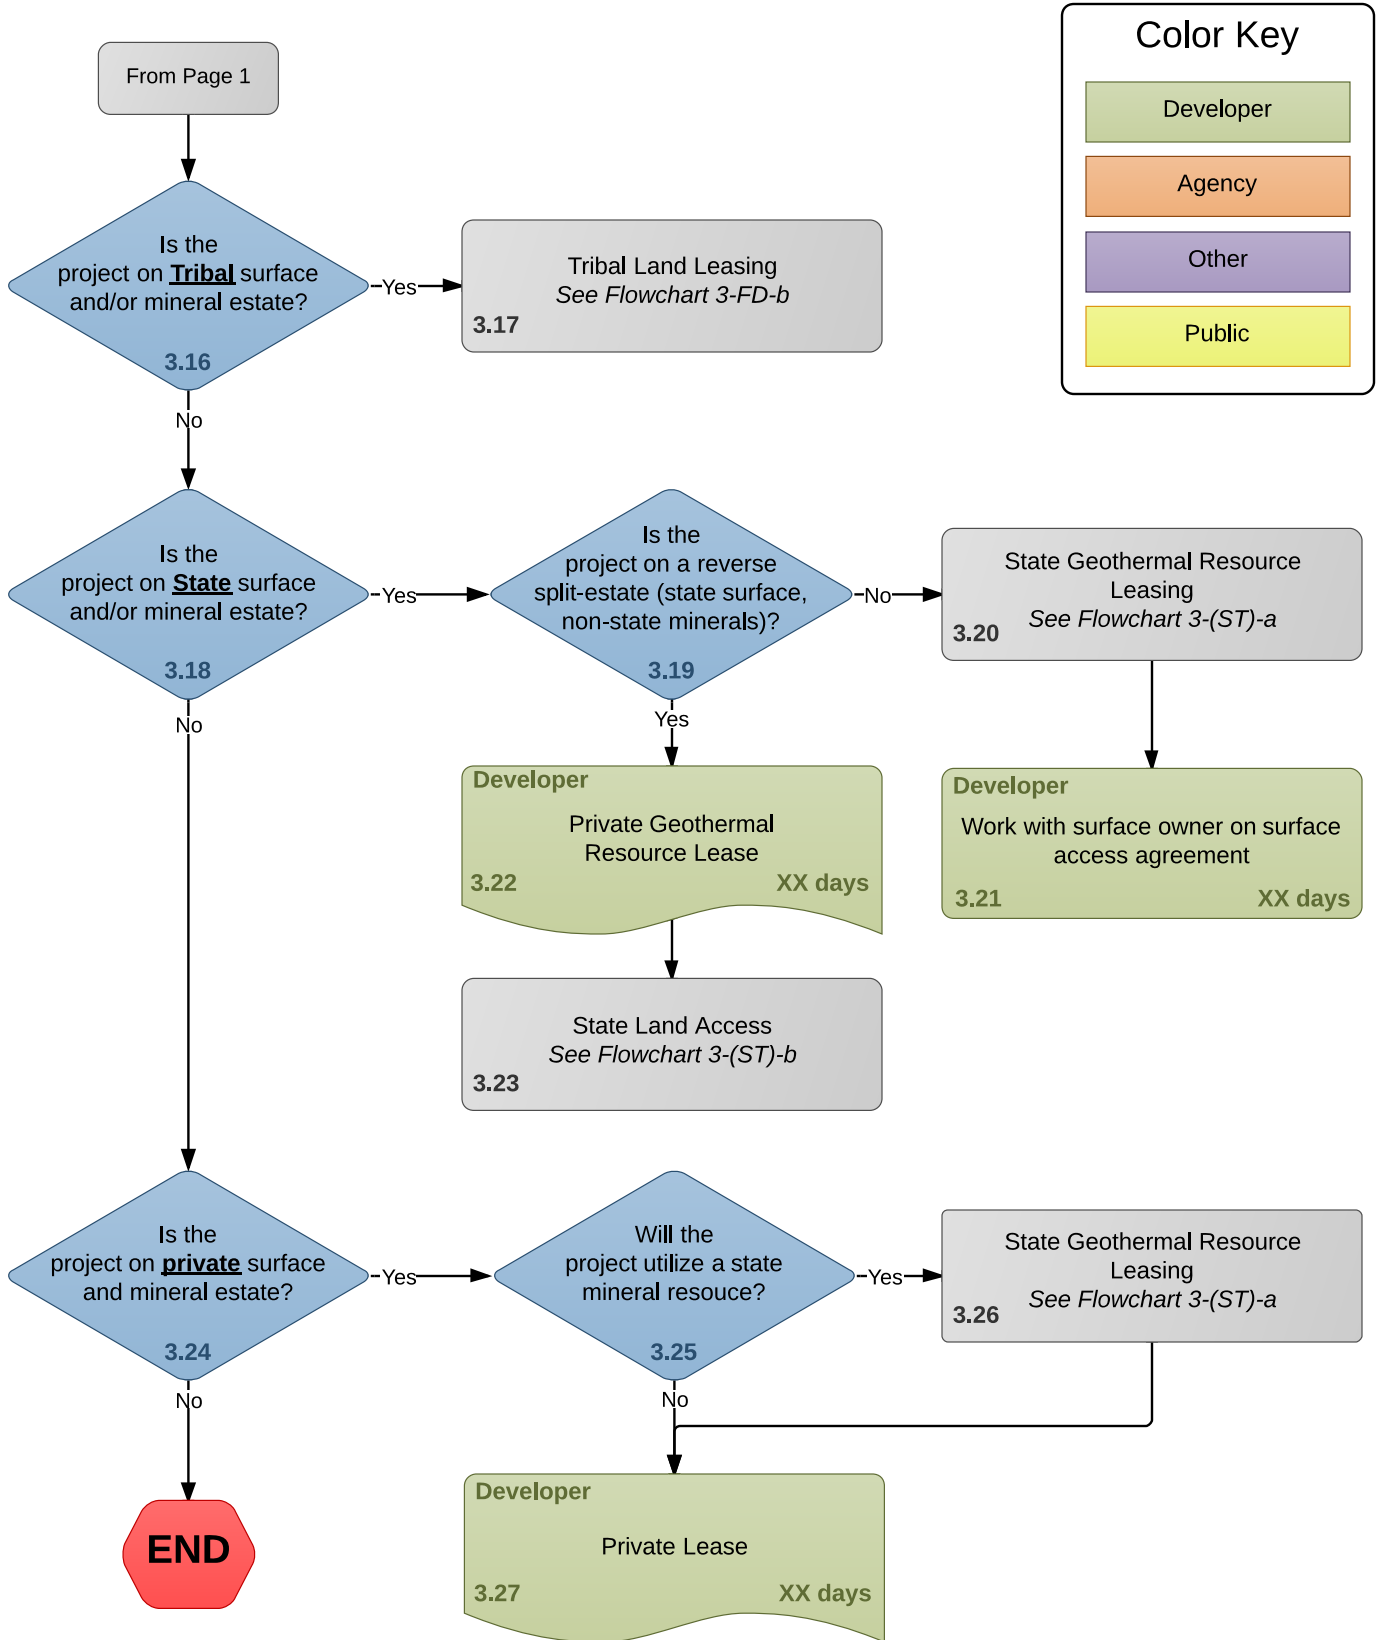 From Page 1
Color Key
Developer
Agency
Other
Public
Is the
project on Tribal surface
and/or mineral estate?
3.16
Yes
Tribal Land Leasing
See Flowchart 3-FD-b
3.17
No
Is the
project on State surface
and/or mineral estate?
3.18
Yes
Is the
project on a reverse
split-estate (state surface,
non-state minerals)?
3.19
No
State Geothermal Resource
Leasing
See Flowchart 3-(ST)-a
3.20
No
Yes
Developer
Private Geothermal
Resource Lease
3.22
XX days
Developer
Work with surface owner on surface
access agreement
3.21
XX days
State Land Access
See Flowchart 3-(ST)-b
3.23
Is the
project on private surface
and mineral estate?
3.24
Yes
Will the
project utilize a state
mineral resouce?
3.25
Yes
State Geothermal Resource
Leasing
See Flowchart 3-(ST)-a
3.26
No
No
END
Developer
Private Lease
3.27
XX days